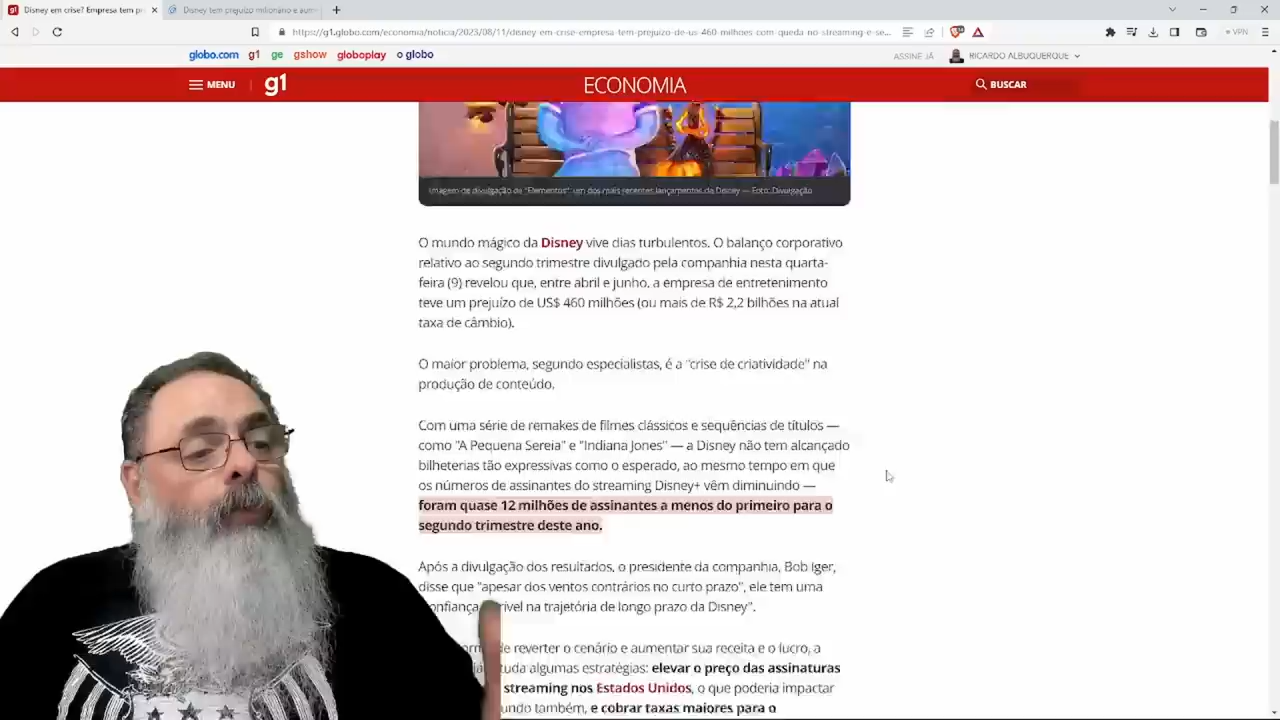 Disney em crise? Empresa tem pr
Disney tem prejuízo milionário e aum
https://g1.globo.com/economia/noticia/2023/08/11/disney-em-crise-empresa-tem-prejuizo-de-us-460-milhoes-com-queda-no-streaming-e-se...
VPN
globo.com g1 ge gshow globoplay o globo
ASSINE JÁ RICARDO ALBUQUERQUE
MENU g1 ECONOMIA BUSCAR
Imagem de divulgação de "Elementos": um dos mais recentes lançamentos da Disney — Foto: Divulgação
O mundo mágico da Disney vive dias turbulentos. O balanço corporativo
relativo ao segundo trimestre divulgado pela companhia nesta quarta-
feira (9) revelou que, entre abril e junho, a empresa de entretenimento
teve um prejuízo de US$ 460 milhões (ou mais de R$ 2,2 bilhões na atual
taxa de câmbio).
O maior problema, segundo especialistas, é a "crise de criatividade" na
produção de conteúdo.
Com uma série de remakes de filmes clássicos e sequências de títulos —
como "A Pequena Sereia" e "Indiana Jones" — a Disney não tem alcançado
bilheterias tão expressivas como o esperado, ao mesmo tempo em que
os números de assinantes do streaming Disney+ vêm diminuindo —
foram quase 12 milhões de assinantes a menos do primeiro para o
segundo trimestre deste ano.
Após a divulgação dos resultados, o presidente da companhia, Bob Iger,
disse que "apesar dos ventos contrários no curto prazo", ele tem uma
na trajetória de longo prazo da Disney".
de reverter o cenário e aumentar sua receita e o lucro, a
algumas estratégias: elevar o preço das assinaturas
streaming nos Estados Unidos, o que poderia impactar
também, e cobrar taxas maiores para o